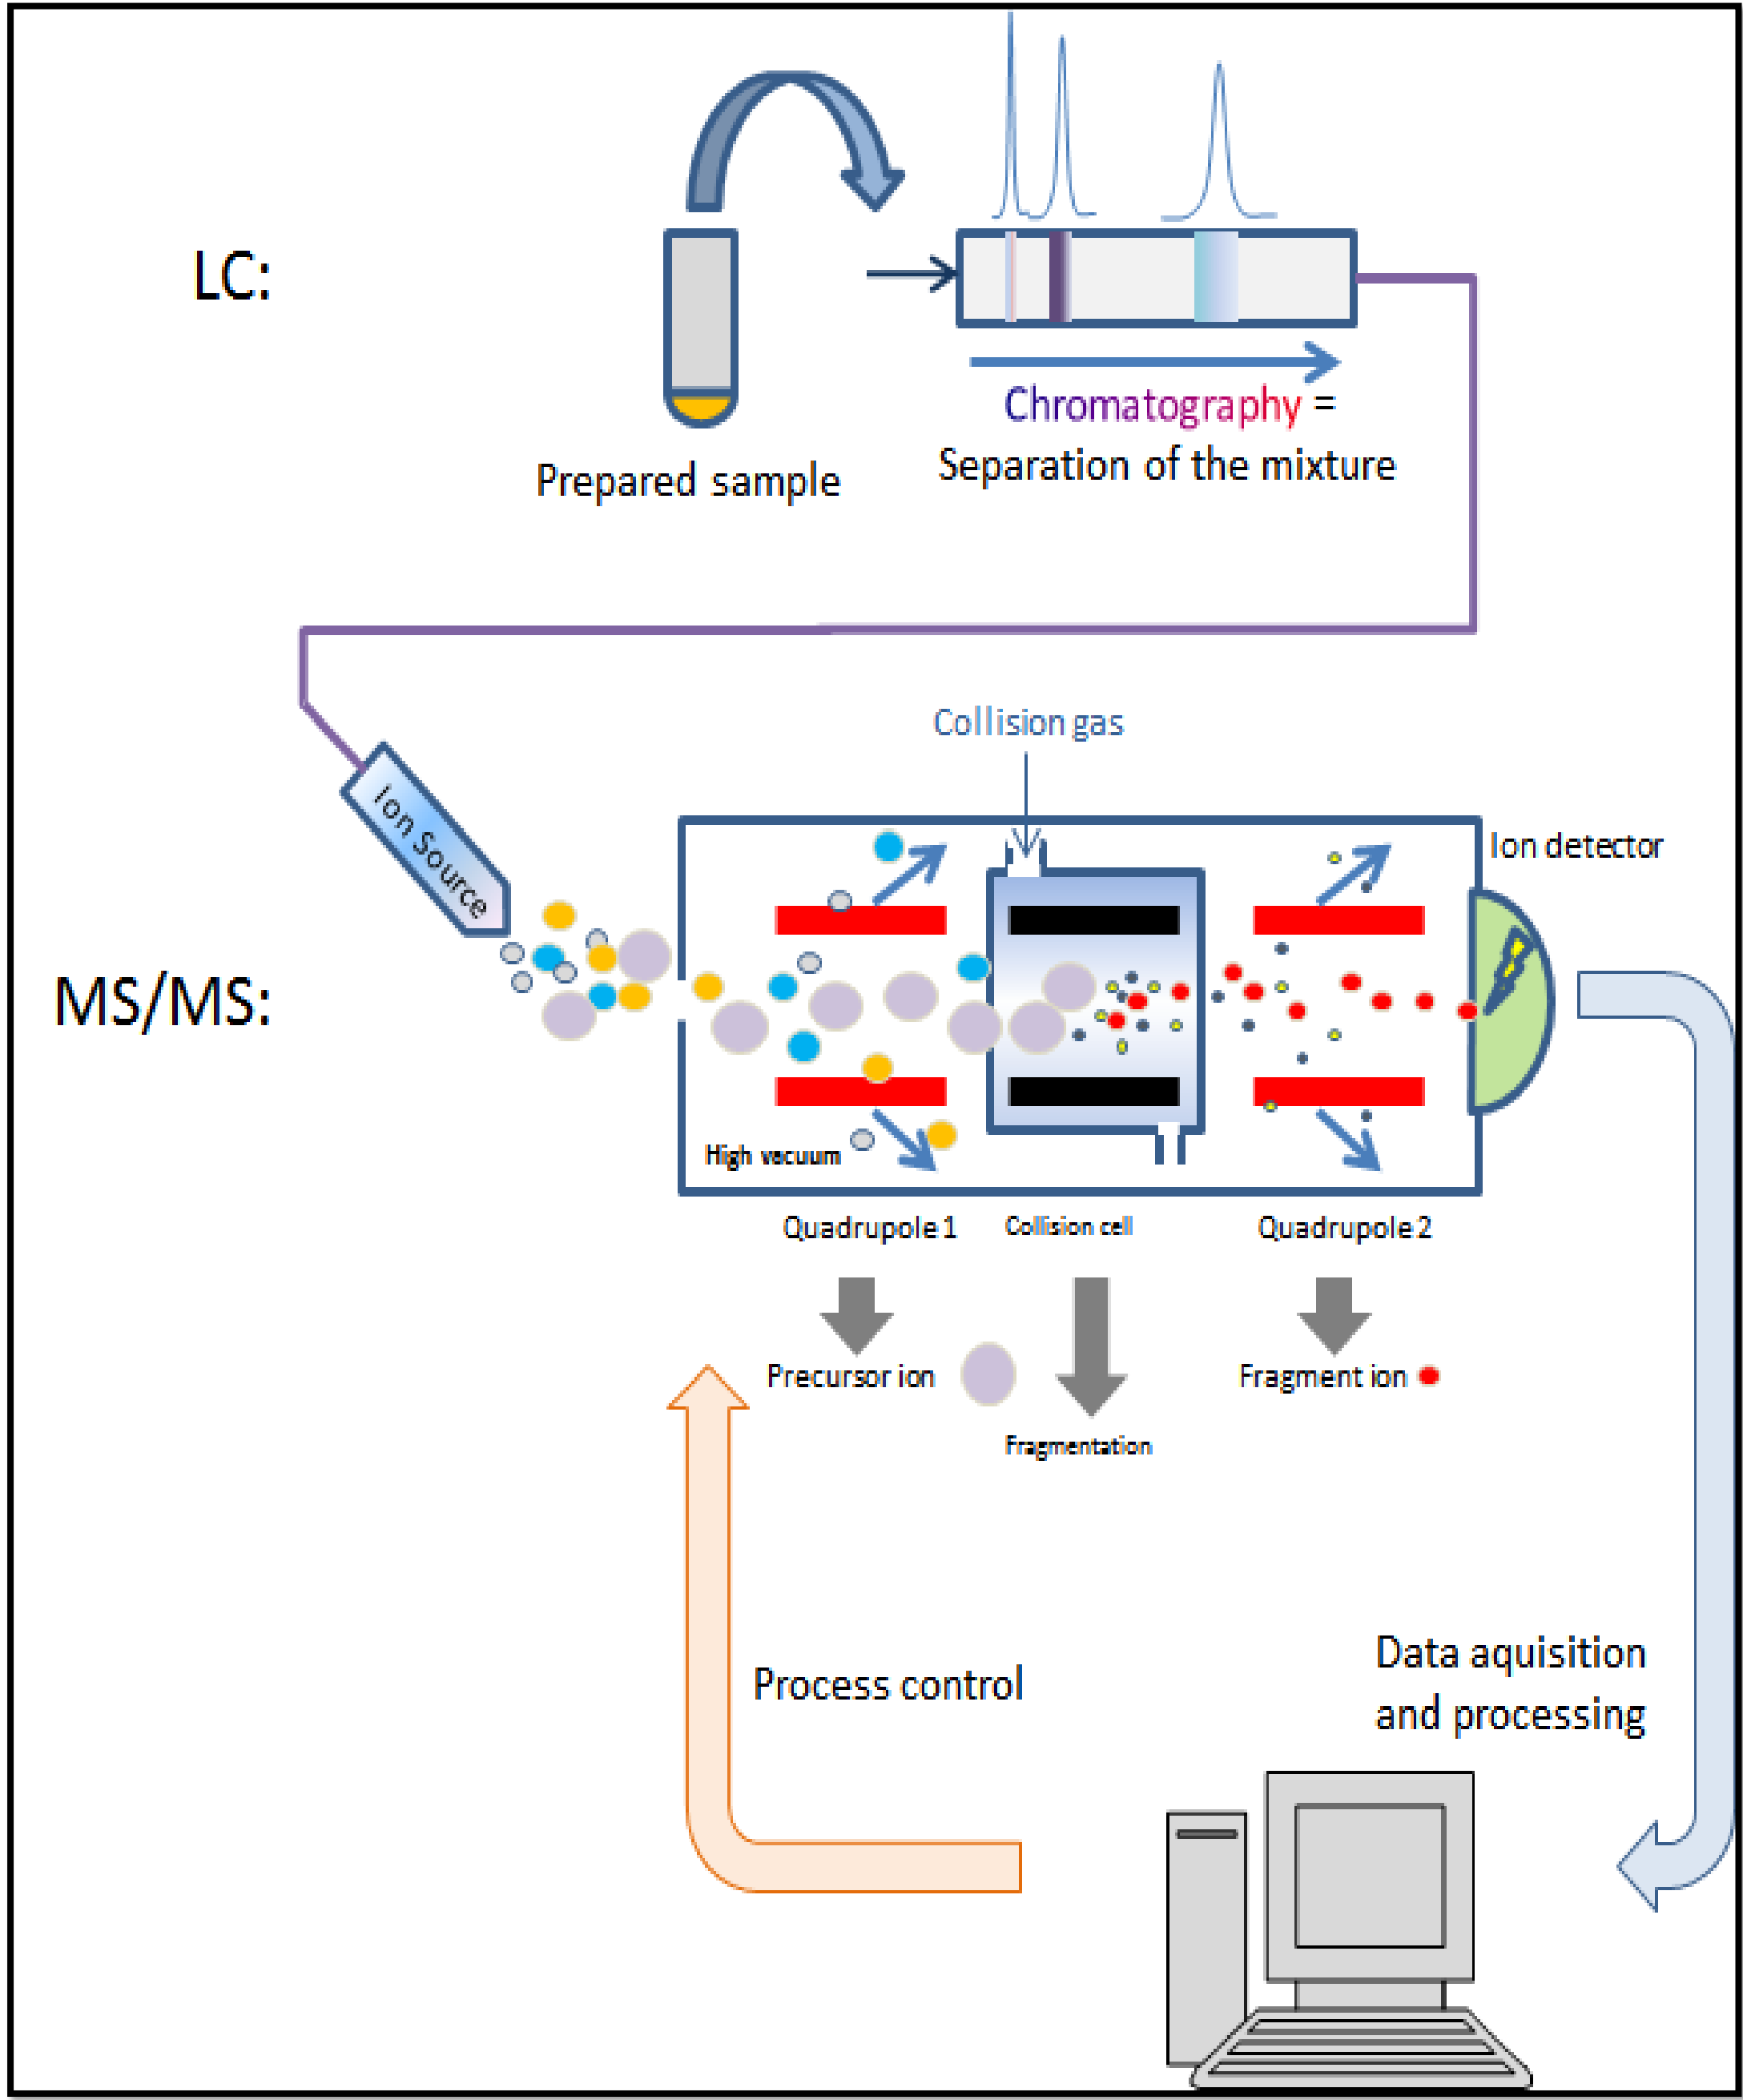 LC:
Prepared sample
Chromatography =
Separation of the mixture
Collision gas
Ion Source
Ion detector
MS/MS:
High vacuum
Quadrupole 1
Collision cell
Quadrupole 2
Precursor ion
Fragment ion
Fragmentation
Process control
Data aquisition
and processing